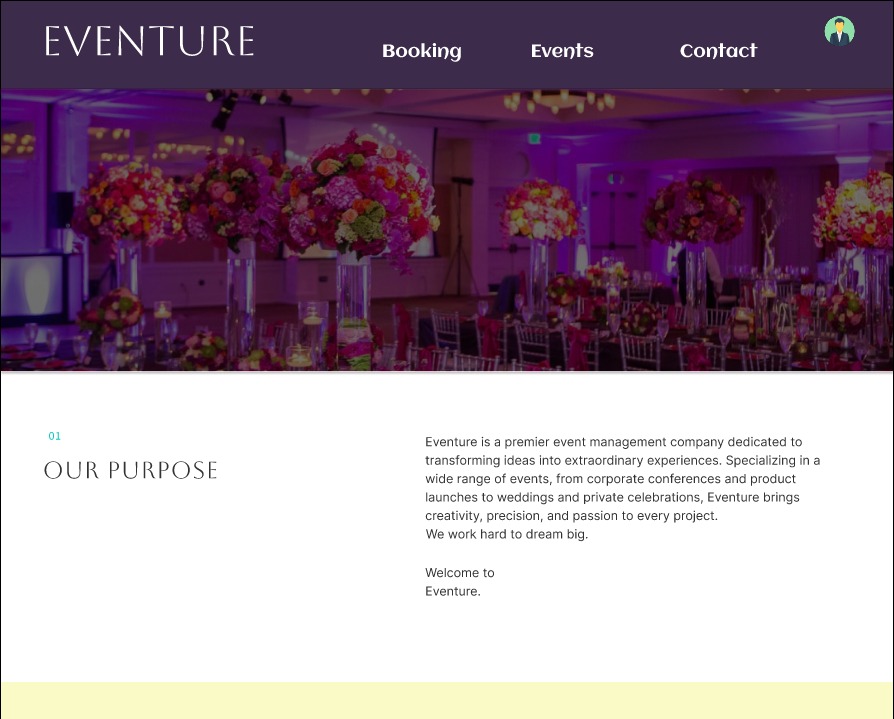 EVENTURE
Booking
Events
Contact
01
OUR PURPOSE
Eventure is a premier event management company dedicated to
transforming ideas into extraordinary experiences. Specializing in a
wide range of events, from corporate conferences and product
launches to weddings and private celebrations, Eventure brings
creativity, precision, and passion to every project.
We work hard to dream big.
Welcome to
Eventure.